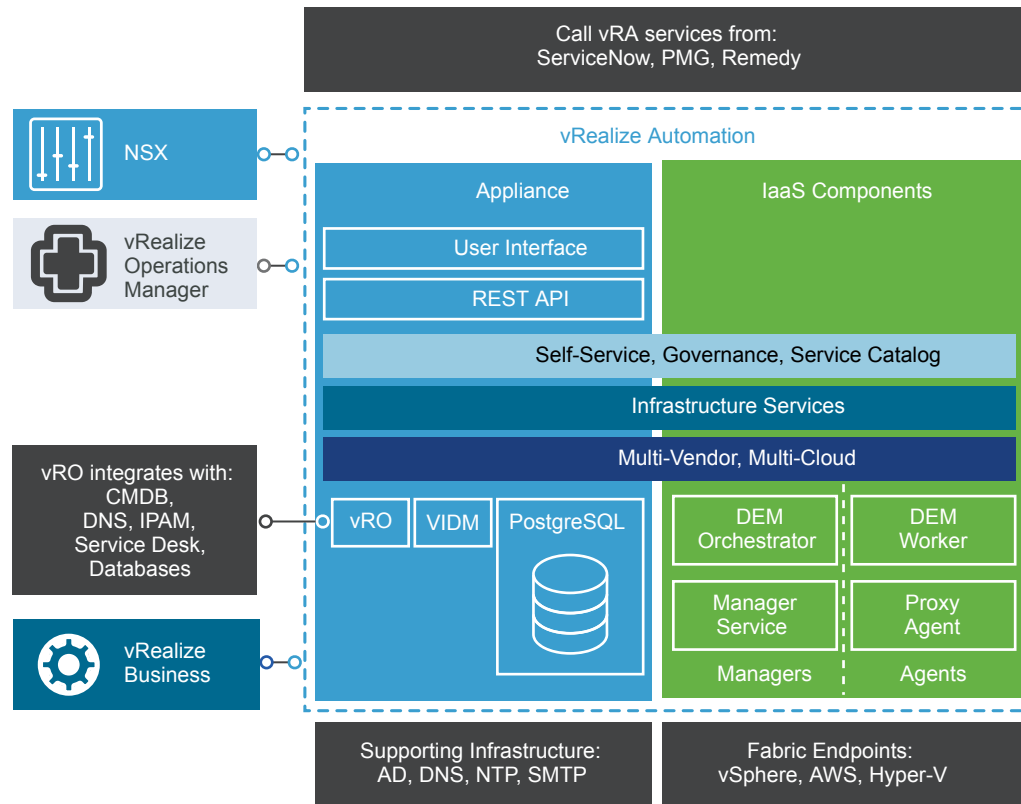 Call vRA services from:
ServiceNow, PMG, Remedy
NSX
vRealize
Operations
Manager
vRO integrates with:
CMDB,
DNS, IPAM,
Service Desk,
Databases
vRealize
Business
vRealize Automation
Appliance
User Interface
REST API
IaaS Components
Self-Service, Governance, Service Catalog
Infrastructure Services
Multi-Vendor, Multi-Cloud
vRO
VIDM
PostgreSQL
DEM
Orchestrator
DEM
Worker
Manager
Service
Proxy
Agent
Managers
Agents
Supporting Infrastructure:
AD, DNS, NTP, SMTP
Fabric Endpoints:
vSphere, AWS, Hyper-V